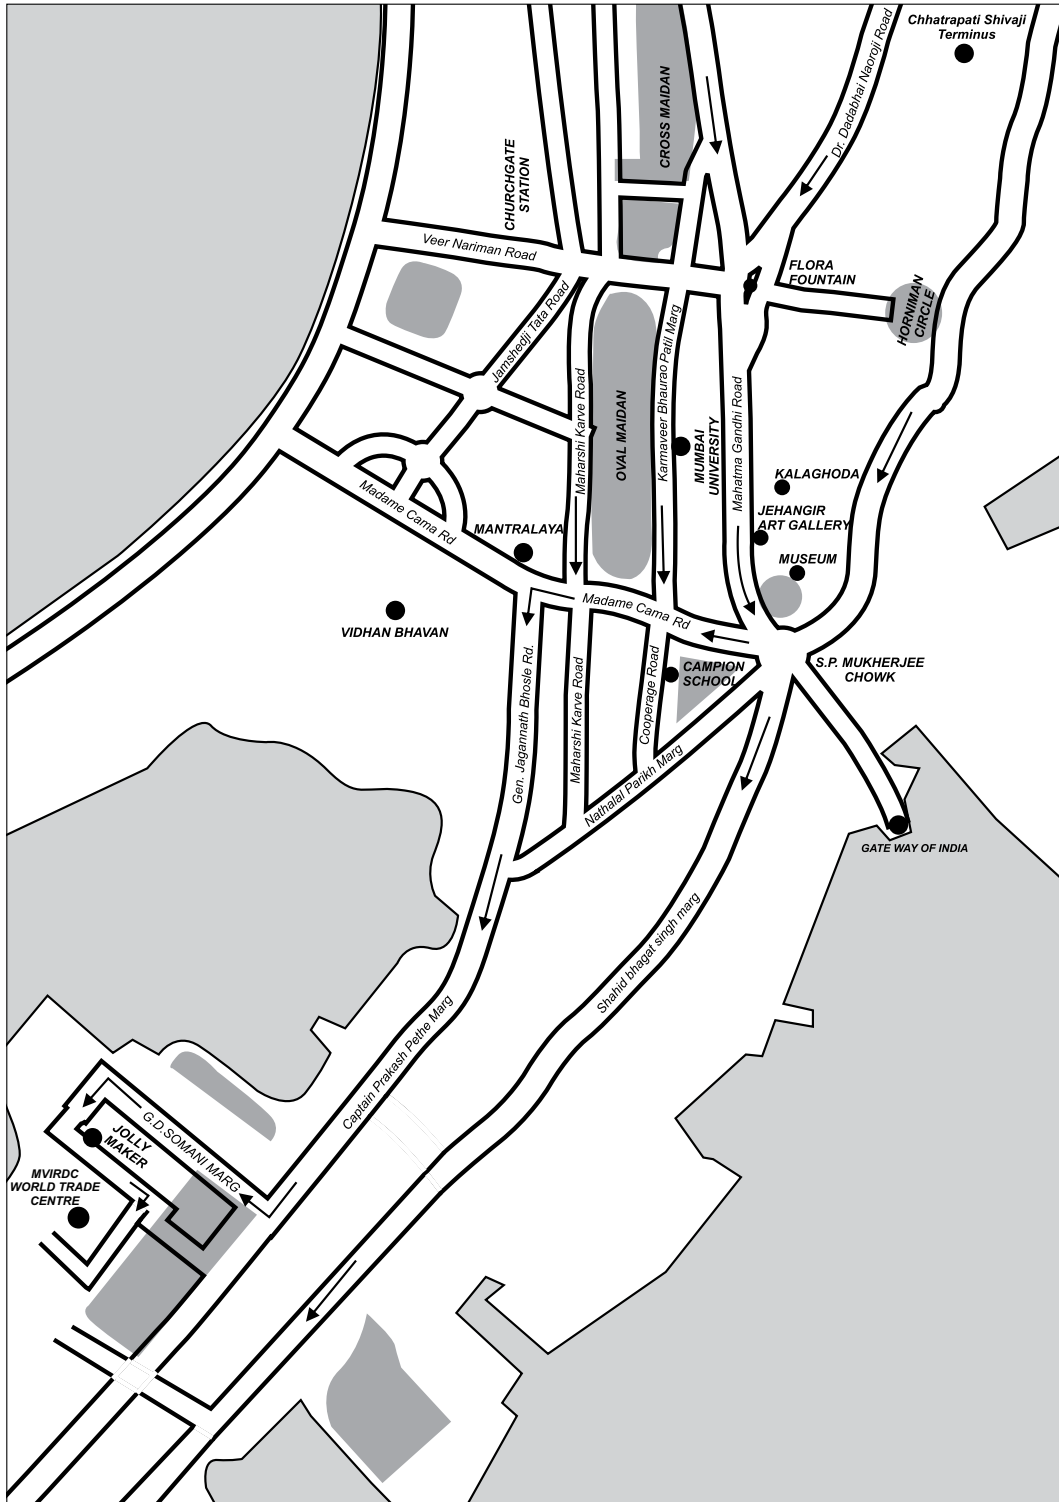 Chhatrapati Shivaji
Terminus
Dr. Dadabhai Naoroji Road
CROSS MAIDAN
CHURCHGATE
STATION
Veer Nariman Road
FLORA
FOUNTAIN
HORNIMAN
CIRCLE
Jamshedji Tata Road
Maharshi Karve Road
OVAL MAIDAN
Karmaveer Bhaurao Patil Marg
MUMBAI
UNIVERSITY
Mahatma Gandhi Road
KALAGHODA
JEHANGIR
ART GALLERY
MUSEUM
Madame Cama Rd
MANTRALAYA
VIDHAN BHAVAN
Madame Cama Rd
Gen. Jagannath Bhosle Rd.
Maharshi Karve Road
Cooperage Road
CAMPION
SCHOOL
S.P. MUKHERJEE
CHOWK
Nathalal Parikh Marg
GATE WAY OF INDIA
Shahid bhagat singh marg
Captain Prakash Pethe Marg
G.D.SOMANI MARG
JOLLY
MAKER
MVIRDC
WORLD TRADE
CENTRE